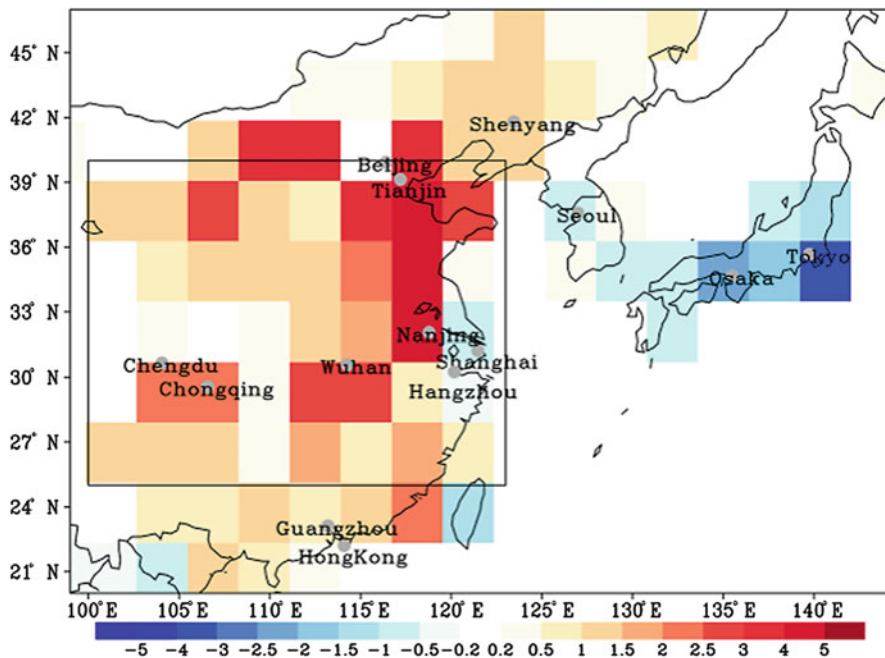 45° N
42° N
Shenyang
Beijing
39° N
Tianjin
Seoul
36° N
Tokyo
Osaka
33° N
Nanjing
Chengdu
Wuhan
Shanghai
30° N
Chongqing
Hangzhou
27° N
24° N
Guangzhou
HongKong
21° N
100° E 105° E 110° E 115° E 120° E 125° E 130° E 135° E 140° E
-5 -4 -3 -2.5 -2 -1.5 -1 -0.5 -0.2 0.2 0.5 1 1.5 2 2.5 3 4 5